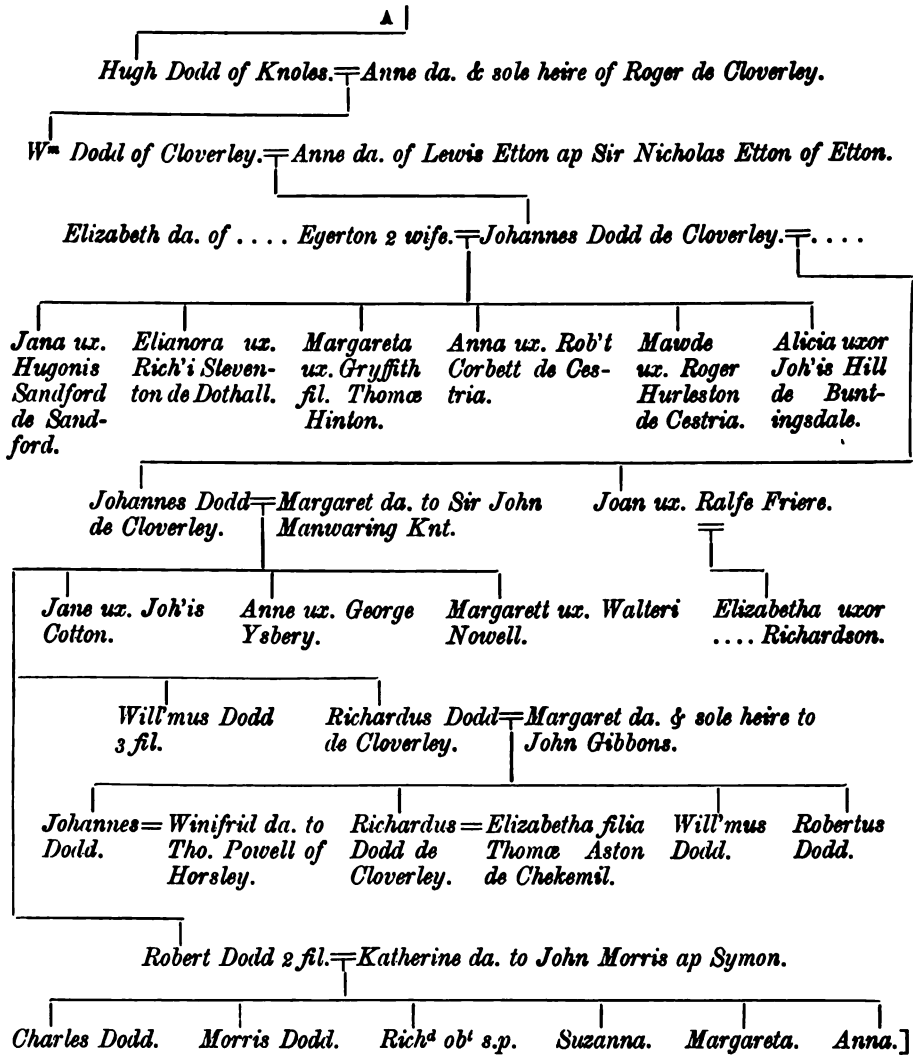 A
Hugh Dodd of Knoles.=Anne da. & sole heire of Roger de Cloverley.
Wm Dodd of Cloverley.=Anne da. of Lewis Etton ap Sir Nicholas Etton of Etton.
Elizabeth da. of .... Egerton 2 wife.=Johannes Dodd de Cloverley.=....
Jana ux.
Hugonis
Sandford
de Sand-
ford.
Elianora ux.
Rich'i Steven-
ton de Dothall.
Margareta
ux. Gryffith
fil. Thomæ
Hinton.
Anna ux. Rob't
Corbett de Ces-
tria.
Mawde
ux. Roger
Hurleston
de Cestria.
Alicia uxor
Joh'is Hill
de Bunt-
ingsdale.
Johannes Dodd=Margaret da. to Sir John
de Cloverley. Manwaring Knt.
Joan ux. Ralfe Friere.
Jane ux. Joh'is
Cotton.
Anne ux. George
Ysbery.
Margarett ux. Walteri
Nowell.
Elizabetha uxor
.... Richardson.
Will'mus Dodd
3 fil.
Richardus Dodd=Margaret da. & sole heire to
de Cloverley. John Gibbons.
Johannes=Winifrid da. to
Dodd. Tho. Powell of
Horsley.
Richardus=Elizabetha filia
Dodd de Thomæ Aston
Cloverley. de Chekemil.
Will'mus
Dodd.
Robertus
Dodd.
Robert Dodd 2 fil.=Katherine da. to John Morris ap Symon.
Charles Dodd. Morris Dodd. Richd obt s.p. Suzanna. Margareta. Anna.]